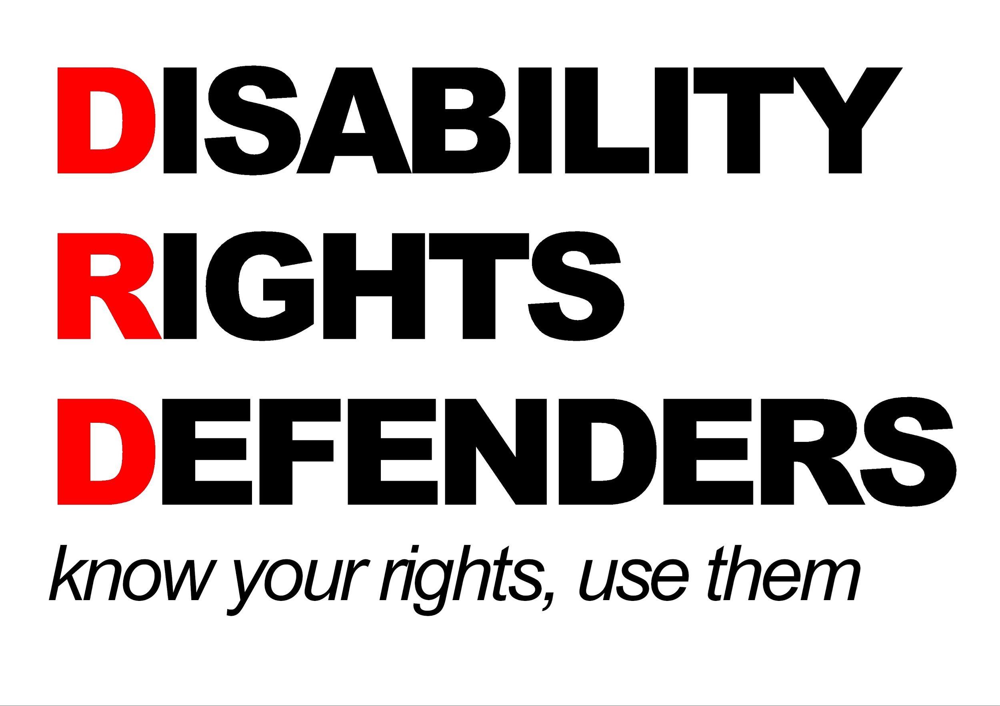 DISABILITY
RIGHTS
DEFENDERS
know your rights, use them